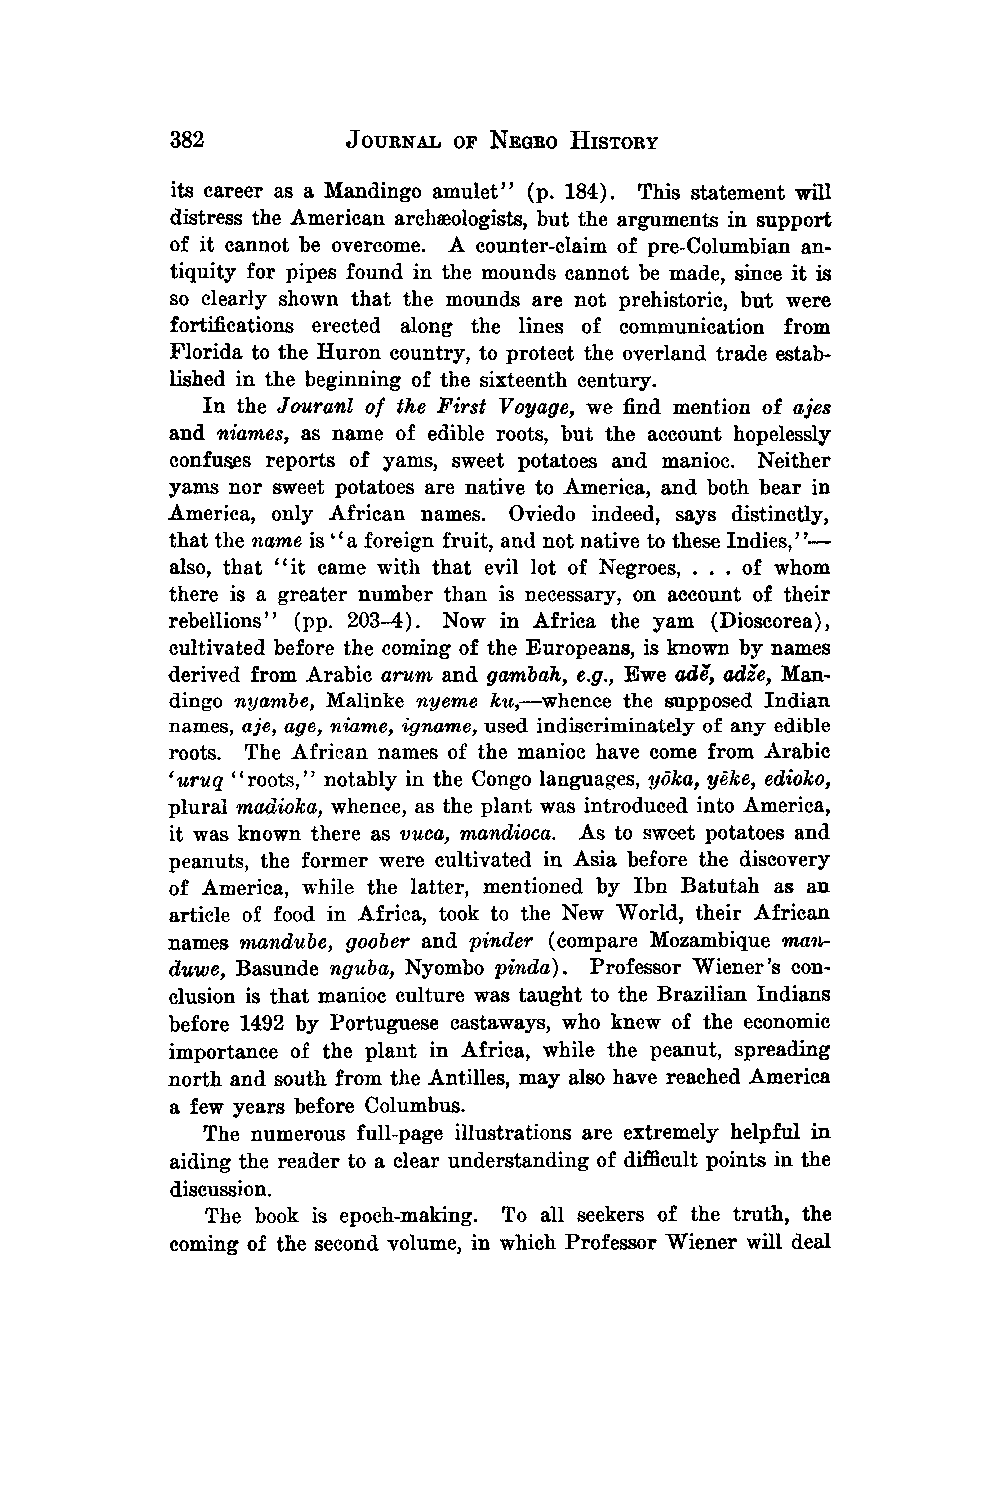 382 JOURNAL OF NEGRO HISTORY
its career as a Mandingo amulet'' (p. 184). This statement will
distress the American archæologists, but the arguments in support
of it cannot be overcome. A counter-claim of pre-Columbian an-
tiquity for pipes found in the mounds cannot be made, since it is
so clearly shown that the mounds are not prehistoric, but were
fortifications erected along the lines of communication from
Florida to the Huron country, to protect the overland trade estab-
lished in the beginning of the sixteenth century.
In the Jouranl of the First Voyage, we find mention of ajes
and niames, as name of edible roots, but the account hopelessly
confuses reports of yams, sweet potatoes and manioc. Neither
yams nor sweet potatoes are native to America, and both bear in
America, only African names. Oviedo indeed, says distinctly,
that the name is ''a foreign fruit, and not native to these Indies,''—
also, that ''it came with that evil lot of Negroes, . . . of whom
there is a greater number than is necessary, on account of their
rebellions'' (pp. 203–4). Now in Africa the yam (Dioscorea),
cultivated before the coming of the Europeans, is known by names
derived from Arabic arum and gambah, e.g., Ewe adě, adže, Man-
dingo nyambe, Malinke nyeme ku,—whence the supposed Indian
names, aje, age, niame, igname, used indiscriminately of any edible
roots. The African names of the manioc have come from Arabic
'uruq ''roots,'' notably in the Congo languages, yōka, yēke, edioko,
plural madioka, whence, as the plant was introduced into America,
it was known there as vuca, mandioca. As to sweet potatoes and
peanuts, the former were cultivated in Asia before the discovery
of America, while the latter, mentioned by Ibn Batutah as an
article of food in Africa, took to the New World, their African
names mandube, goober and pinder (compare Mozambique man-
duwe, Basunde nguba, Nyombo pinda). Professor Wiener's con-
clusion is that manioc culture was taught to the Brazilian Indians
before 1492 by Portuguese castaways, who knew of the economic
importance of the plant in Africa, while the peanut, spreading
north and south from the Antilles, may also have reached America
a few years before Columbus.
The numerous full-page illustrations are extremely helpful in
aiding the reader to a clear understanding of difficult points in the
discussion.
The book is epoch-making. To all seekers of the truth, the
coming of the second volume, in which Professor Wiener will deal